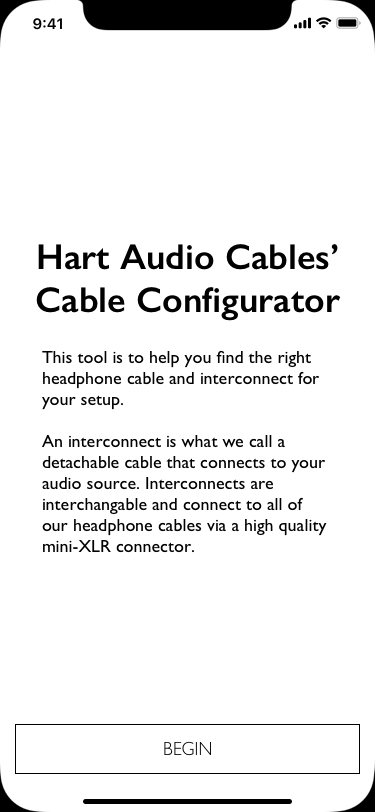 9:41
Hart Audio Cables’
Cable Configurator
This tool is to help you find the right
headphone cable and interconnect for
your setup.
An interconnect is what we call a
detachable cable that connects to your
audio source. Interconnects are
interchangable and connect to all of
our headphone cables via a high quality
mini-XLR connector.
BEGIN